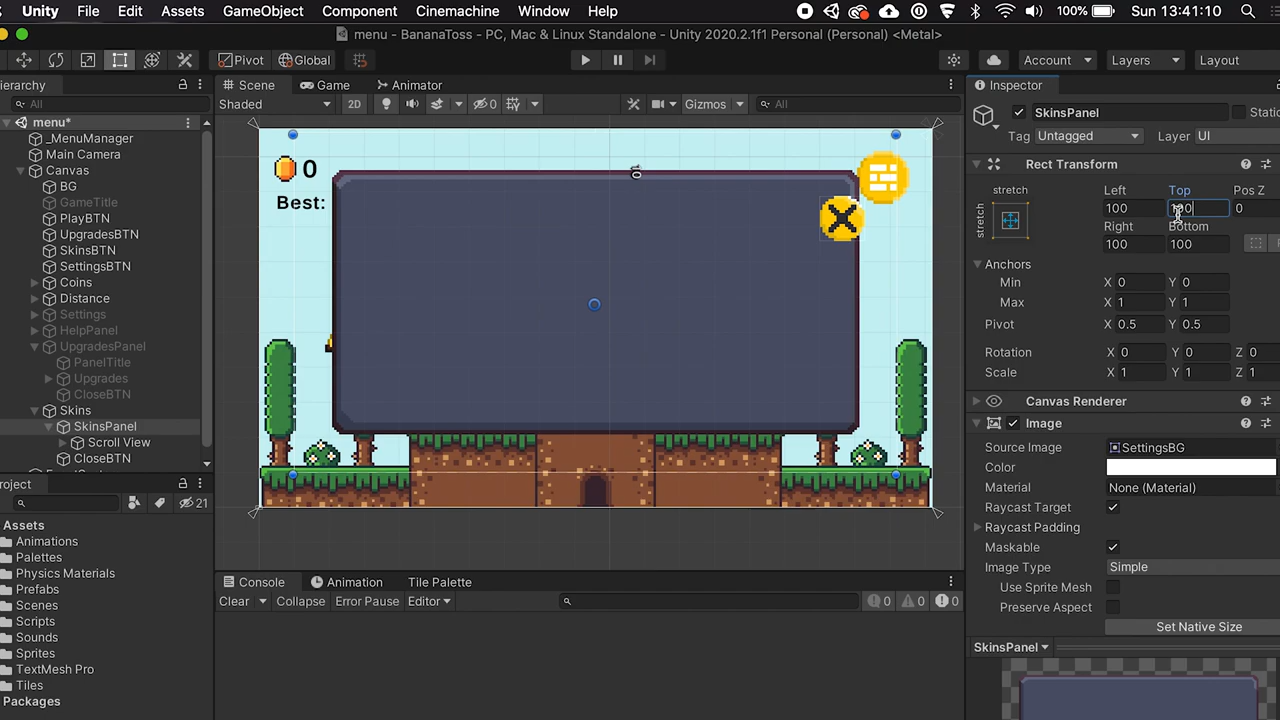 Unity File Edit Assets GameObject Component Cinemachine Window Help 100% Sun 13:41:10
menu - BananaToss - PC, Mac & Linux Standalone - Unity 2020.2.1f1 Personal (Personal) <Metal>
Pivot Global Account Layers Layout
ierarchy Scene Game Animator Inspector
All Shaded 2D 0 Gizmos All
menu*
_MenuManager
Main Camera
Canvas
BG
GameTitle
PlayBTN
UpgradesBTN
SkinsBTN
SettingsBTN
Coins
Distance
Settings
HelpPanel
UpgradesPanel
PanelTitle
Upgrades
CloseBTN
Skins
SkinsPanel
Scroll View
CloseBTN
0
Best:
SkinsPanel Static
Tag Untagged Layer UI
Rect Transform
stretch Left Top Pos Z
stretch 100 100 0
Right Bottom
100 100
Anchors
Min X 0 Y 0
Max X 1 Y 1
Pivot X 0.5 Y 0.5
Rotation X 0 Y 0 Z 0
Scale X 1 Y 1 Z 1
Canvas Renderer
Image
Source Image SettingsBG
Color
Material None (Material)
Raycast Target
Raycast Padding
Maskable
Image Type Simple
Use Sprite Mesh
Preserve Aspect
Set Native Size
SkinsPanel
roject
21
Assets
Animations
Palettes
Physics Materials
Prefabs
Scenes
Scripts
Sounds
Sprites
TextMesh Pro
Tiles
Packages
Console Animation Tile Palette
Clear Collapse Error Pause Editor 0 0 0